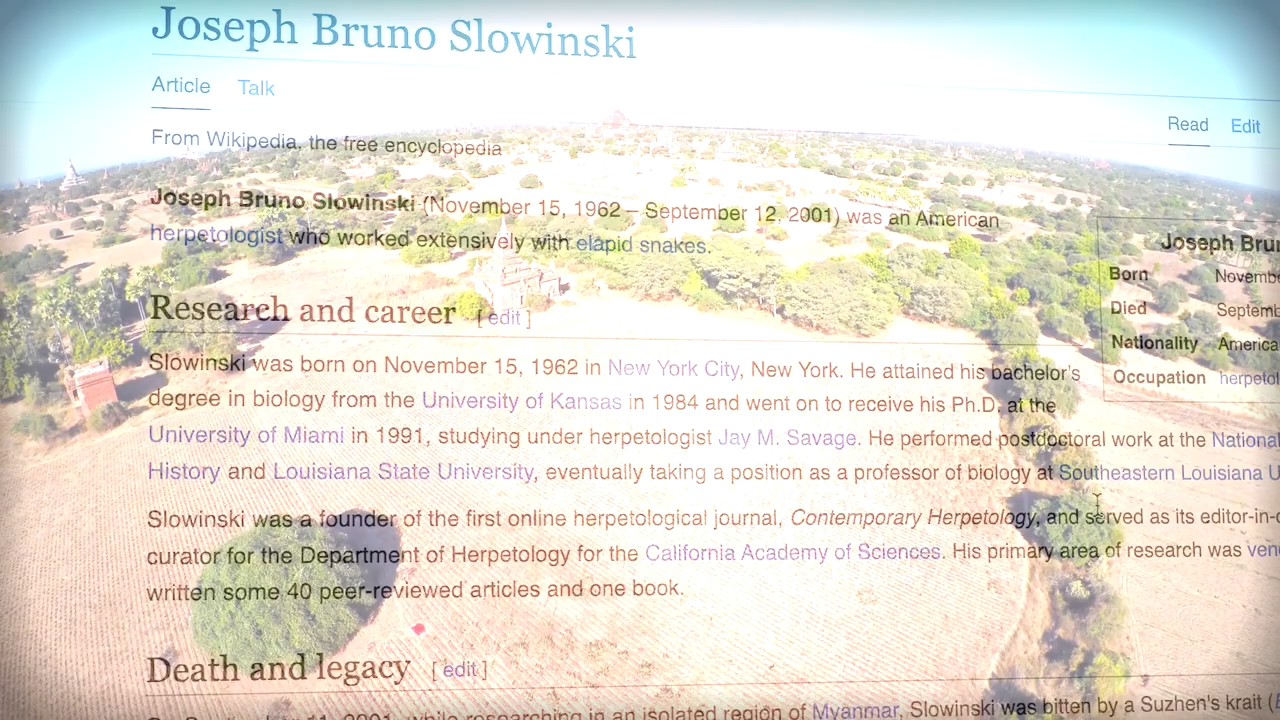 Joseph Bruno Slowinski
Article Talk
Read Edit
From Wikipedia, the free encyclopedia
Joseph Bruno Slowinski (November 15, 1962 – September 12, 2001) was an American
herpetologist who worked extensively with elapid snakes.
Joseph Bru
Born Novembe
Died Septemb
Nationality America
Occupation herpetol
Research and career [ edit ]
Slowinski was born on November 15, 1962 in New York City, New York. He attained his bachelor's
degree in biology from the University of Kansas in 1984 and went on to receive his Ph.D. at the
University of Miami in 1991, studying under herpetologist Jay M. Savage. He performed postdoctoral work at the National
History and Louisiana State University, eventually taking a position as a professor of biology at Southeastern Louisiana U
Slowinski was a founder of the first online herpetological journal, Contemporary Herpetology, and served as its editor-in-c
curator for the Department of Herpetology for the California Academy of Sciences. His primary area of research was ven
written some 40 peer-reviewed articles and one book.
Death and legacy [ edit ]
2001, while researching in an isolated region of Myanmar, Slowinski was bitten by a Suzhen's krait (